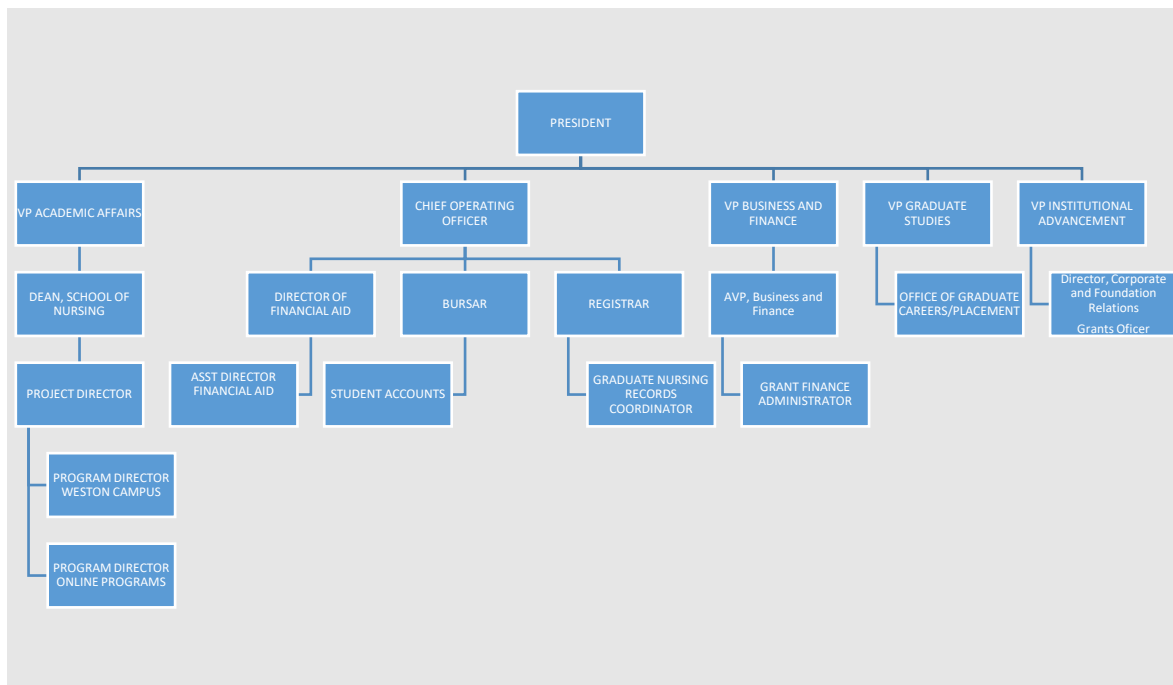 PRESIDENT
VP ACADEMIC AFFAIRS
CHIEF OPERATING
OFFICER
VP BUSINESS AND
FINANCE
VP GRADUATE
STUDIES
VP INSTITUTIONAL
ADVANCEMENT
DEAN, SCHOOL OF
NURSING
DIRECTOR OF
FINANCIAL AID
BURSAR
REGISTRAR
AVP, Business and
Finance
OFFICE OF GRADUATE
CAREERS/PLACEMENT
Director, Corporate
and Foundation
Relations
Grants Oficer
PROJECT DIRECTOR
ASST DIRECTOR
FINANCIAL AID
STUDENT ACCOUNTS
GRADUATE NURSING
RECORDS
COORDINATOR
GRANT FINANCE
ADMINISTRATOR
PROGRAM DIRECTOR
WESTON CAMPUS
PROGRAM DIRECTOR
ONLINE PROGRAMS